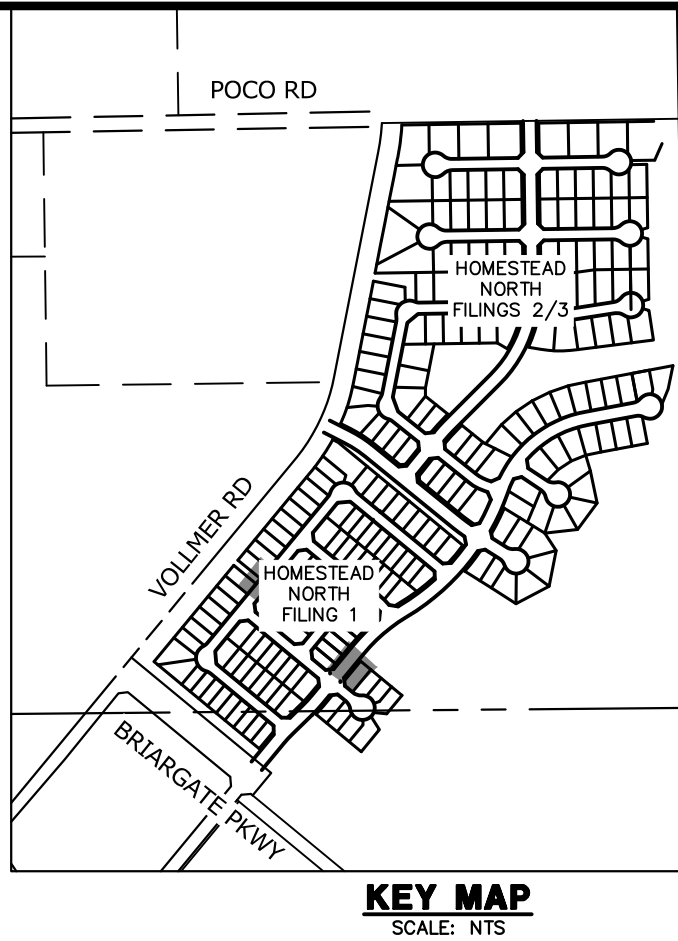 POCO RD
HOMESTEAD
NORTH
FILINGS 2/3
VOLLMER RD
HOMESTEAD
NORTH
FILING 1
BRIARGATE PKWY
KEY MAP
SCALE: NTS